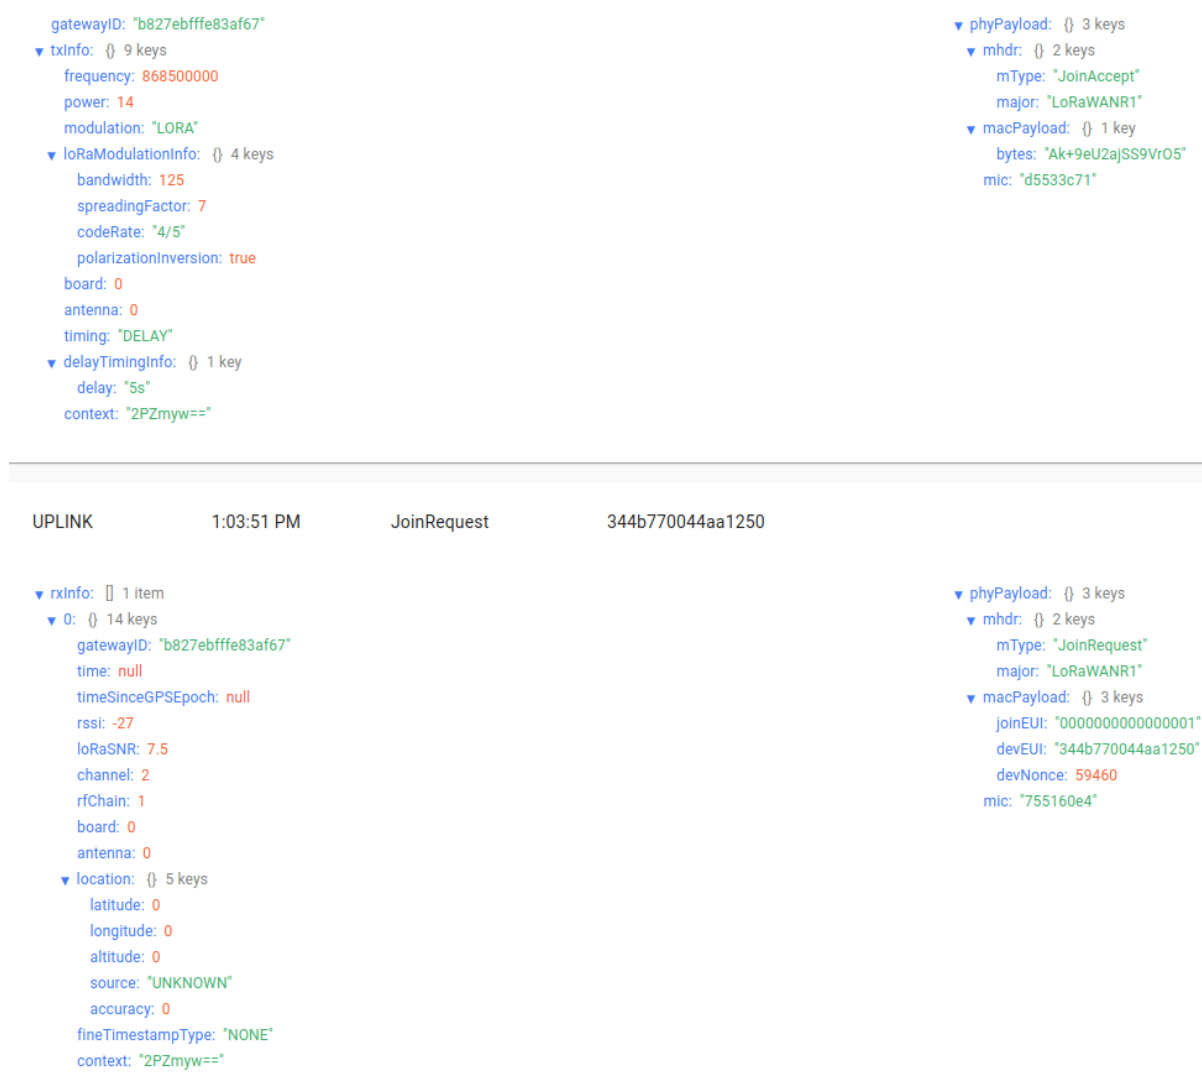 gatewayID: "b827ebfffe83af67"
txInfo: {} 9 keys
frequency: 868500000
power: 14
modulation: "LORA"
loRaModulationInfo: {} 4 keys
bandwidth: 125
spreadingFactor: 7
codeRate: "4/5"
polarizationInversion: true
board: 0
antenna: 0
timing: "DELAY"
delayTimingInfo: {} 1 key
delay: "5s"
context: "2PZmyw=="
phyPayload: {} 3 keys
mhdr: {} 2 keys
mType: "JoinAccept"
major: "LoRaWANR1"
macPayload: {} 1 key
bytes: "Ak+9eU2ajSS9VrO5"
mic: "d5533c71"
UPLINK 1:03:51 PM JoinRequest 344b770044aa1250
rxInfo: [] 1 item
0: {} 14 keys
gatewayID: "b827ebfffe83af67"
time: null
timeSinceGPSEpoch: null
rssi: -27
loRaSNR: 7.5
channel: 2
rfChain: 1
board: 0
antenna: 0
location: {} 5 keys
latitude: 0
longitude: 0
altitude: 0
source: "UNKNOWN"
accuracy: 0
fineTimestampType: "NONE"
context: "2PZmyw=="
phyPayload: {} 3 keys
mhdr: {} 2 keys
mType: "JoinRequest"
major: "LoRaWANR1"
macPayload: {} 3 keys
joinEUI: "0000000000000001"
devEUI: "344b770044aa1250"
devNonce: 59460
mic: "755160e4"